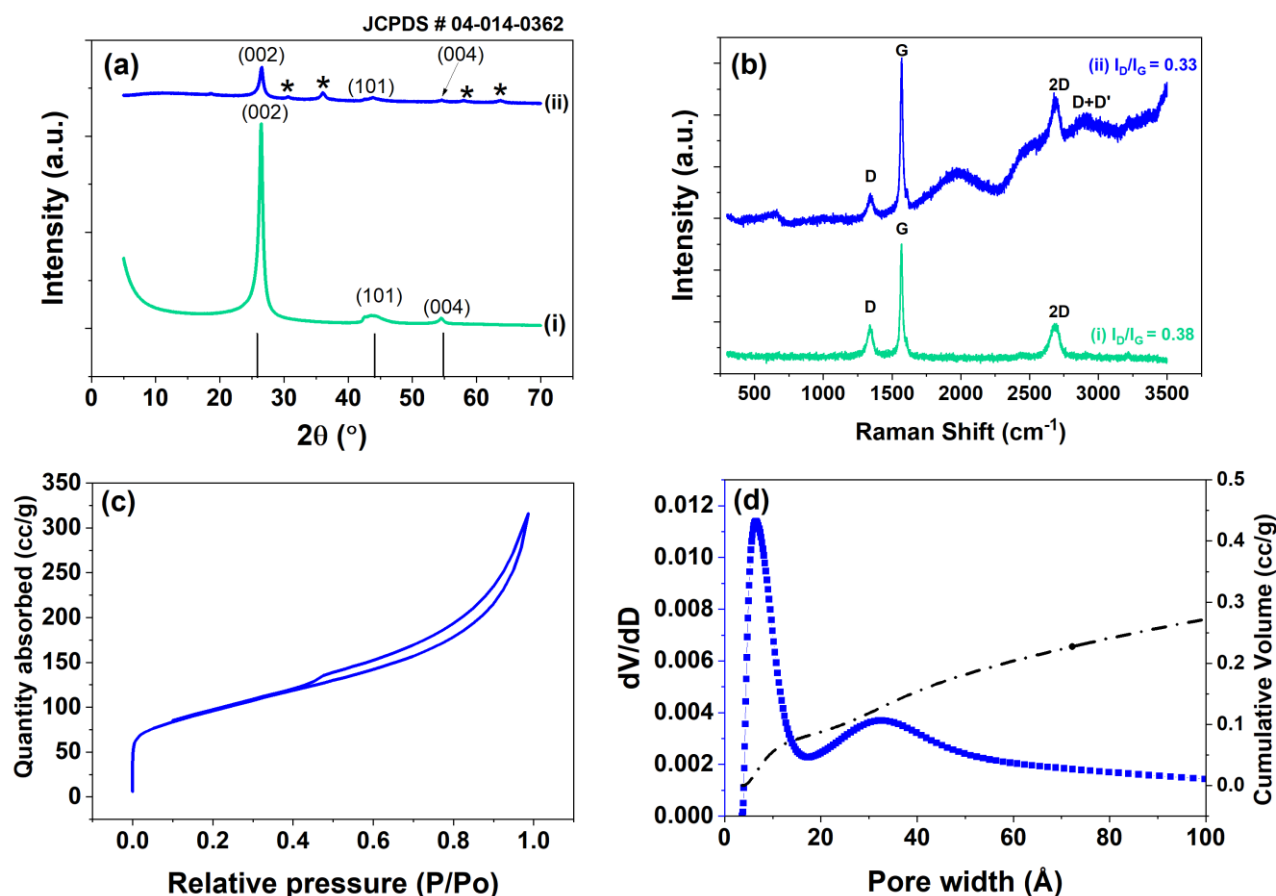 JCPDS # 04-014-0362
(a)
(002)
(004)
* * (101) * *
(ii)
(002)
(101)
(004)
(i)
Intensity (a.u.)
0 10 20 30 40 50 60 70
2θ (°)
(b)
G
(ii) I_D/I_G = 0.33
2D
D+D'
D
G
D
2D
(i) I_D/I_G = 0.38
Intensity (a.u.)
500 1000 1500 2000 2500 3000 3500
Raman Shift (cm⁻¹)
(c)
350
300
250
200
150
100
50
0
Quantity absorbed (cc/g)
0.0 0.2 0.4 0.6 0.8 1.0
Relative pressure (P/Po)
(d)
0.012
0.010
0.008
0.006
0.004
0.002
0.000
dV/dD
0.5
0.4
0.3
0.2
0.1
0.0
Cumulative Volume (cc/g)
0 20 40 60 80 100
Pore width (Å)